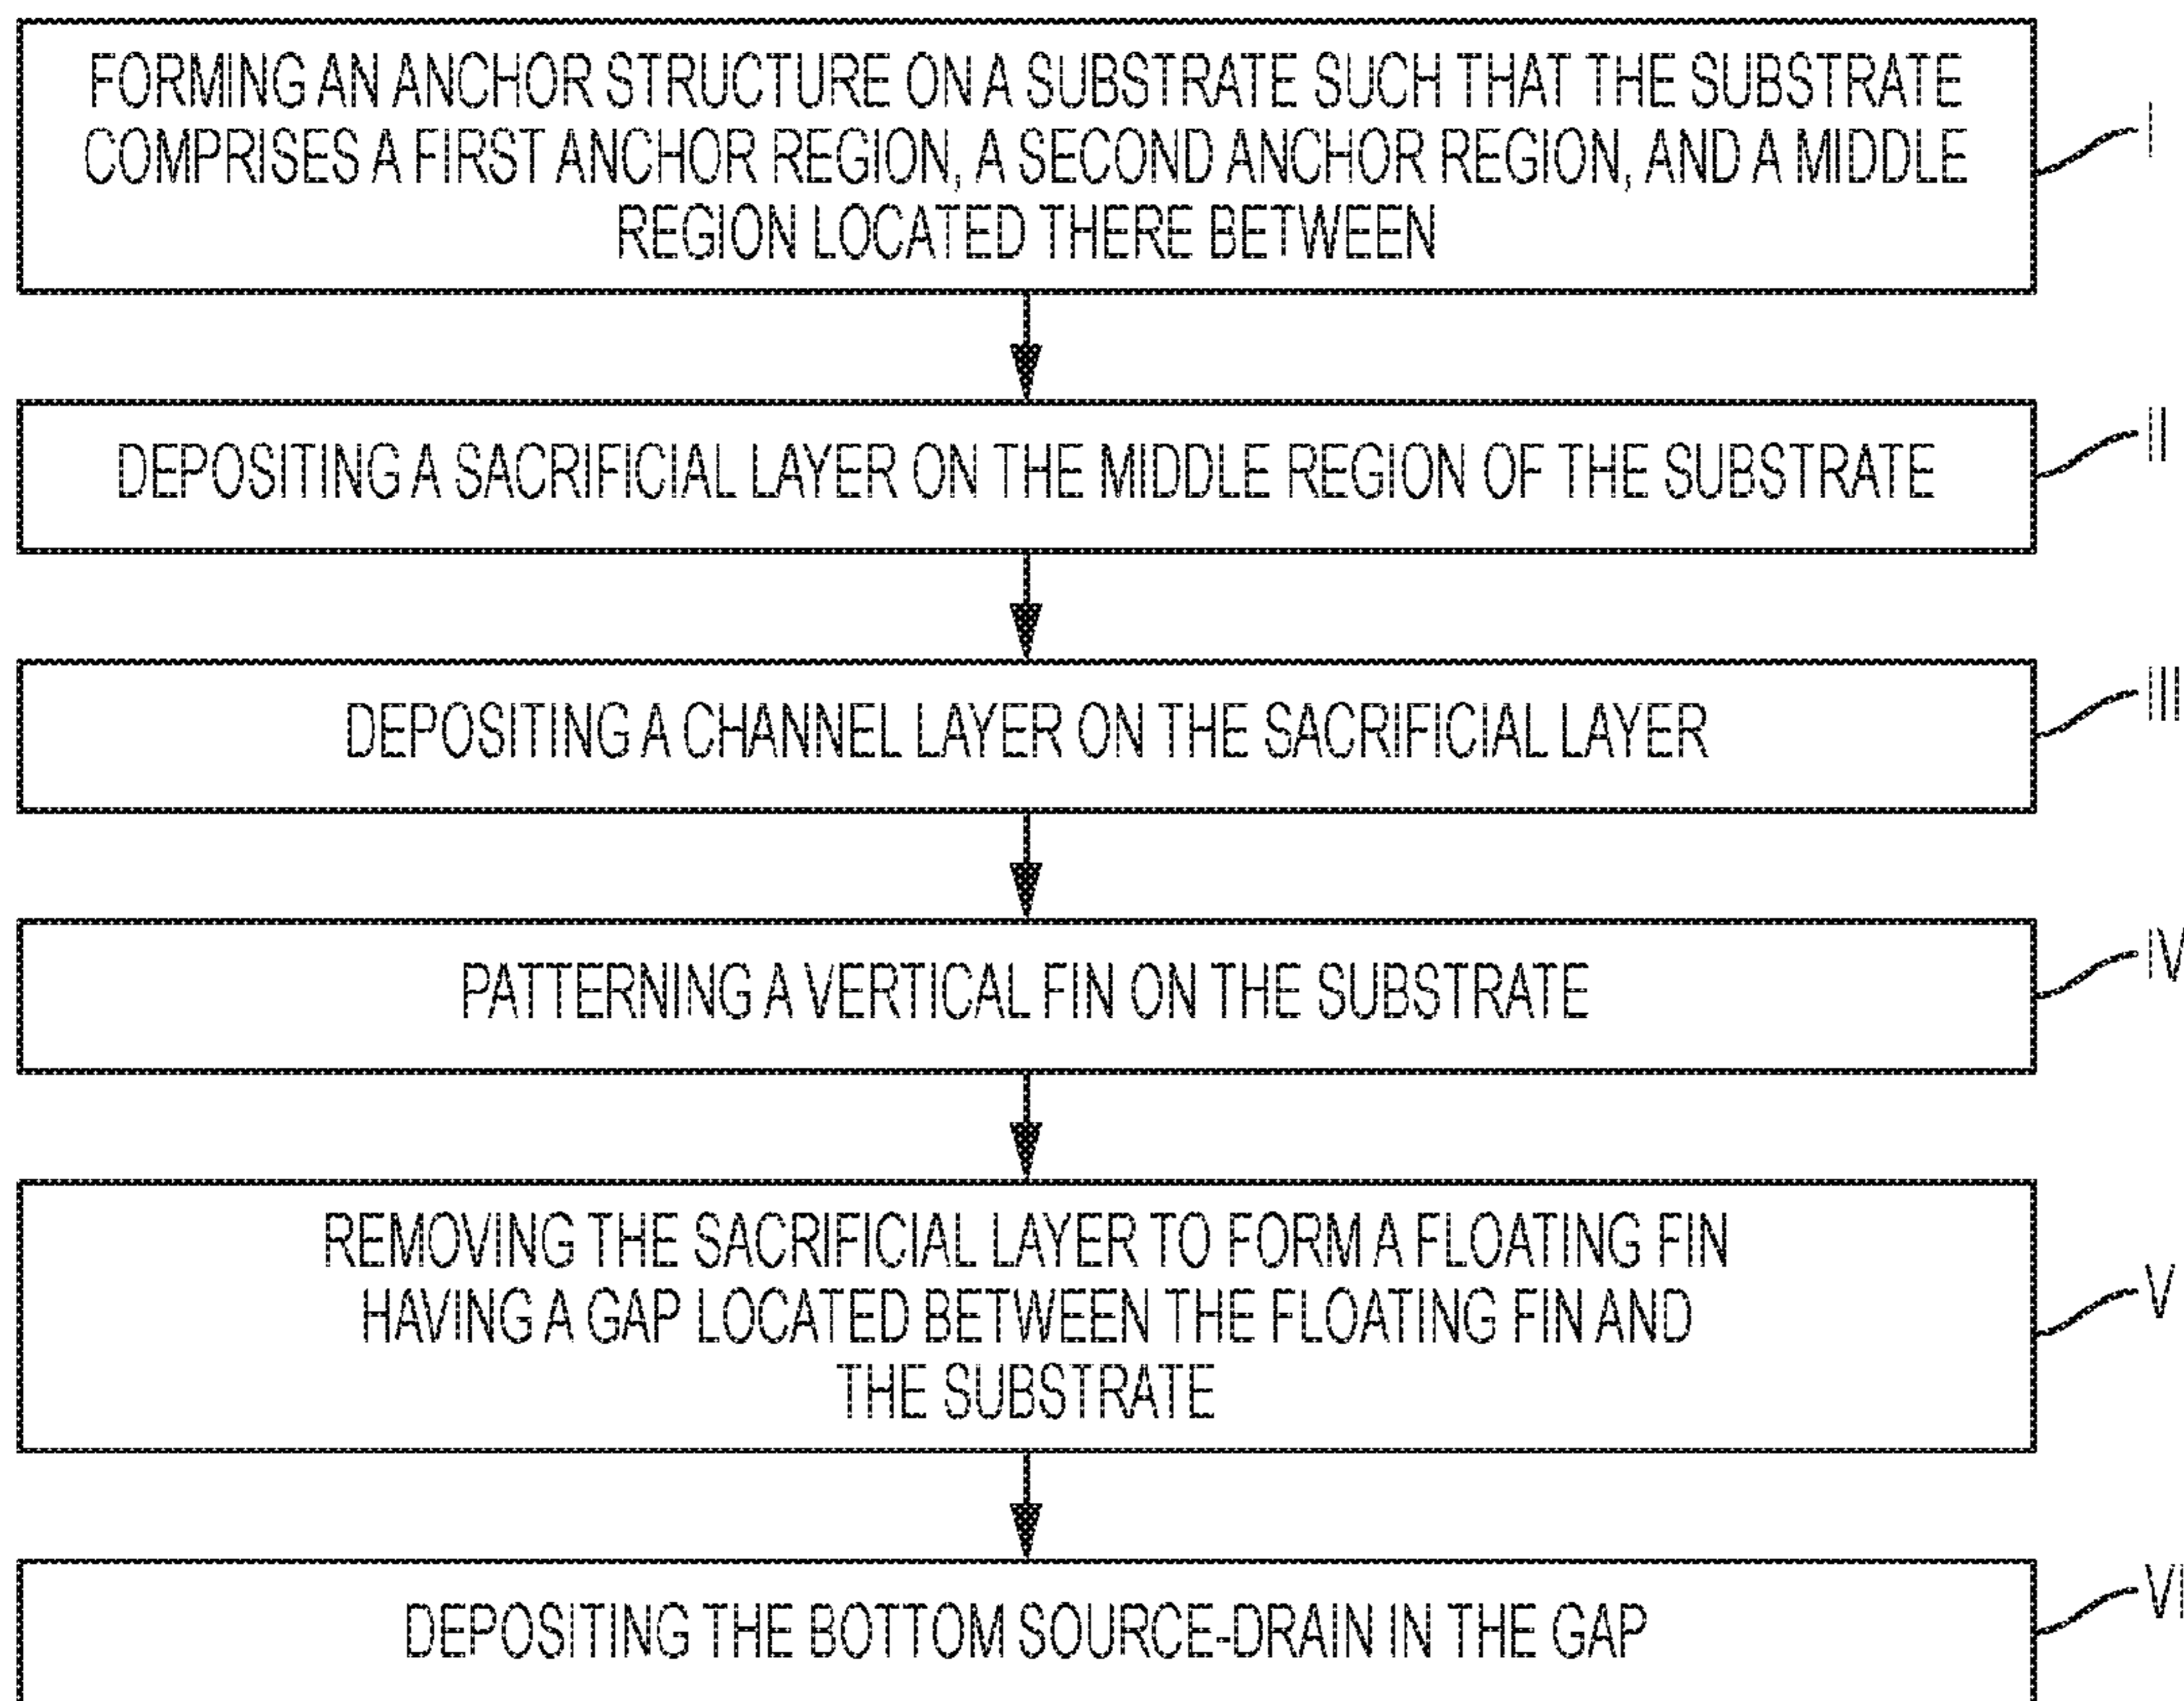 FORMING AN ANCHOR STRUCTURE ON A SUBSTRATE SUCH THAT THE SUBSTRATE
COMPRISES A FIRST ANCHOR REGION, A SECOND ANCHOR REGION, AND A MIDDLE
REGION LOCATED THERE BETWEEN
I
DEPOSITING A SACRIFICIAL LAYER ON THE MIDDLE REGION OF THE SUBSTRATE
II
DEPOSITING A CHANNEL LAYER ON THE SACRIFICIAL LAYER
III
PATTERNING A VERTICAL FIN ON THE SUBSTRATE
IV
REMOVING THE SACRIFICIAL LAYER TO FORM A FLOATING FIN
HAVING A GAP LOCATED BETWEEN THE FLOATING FIN AND
THE SUBSTRATE
V
DEPOSITING THE BOTTOM SOURCE-DRAIN IN THE GAP
VI